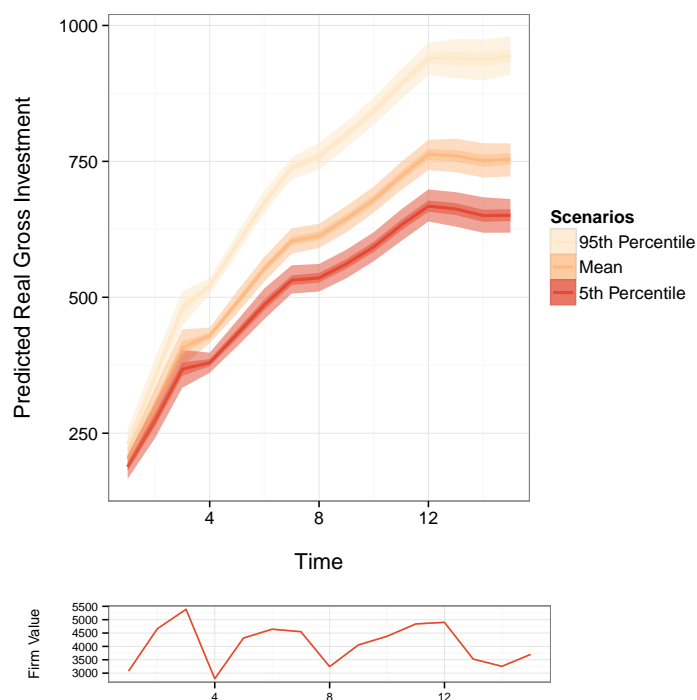 1000
750
500
250
Predicted Real Gross Investment
4 8 12
Time
Scenarios
95th Percentile
Mean
5th Percentile
Firm Value
5500
5000
4500
4000
3500
3000
4 8 12